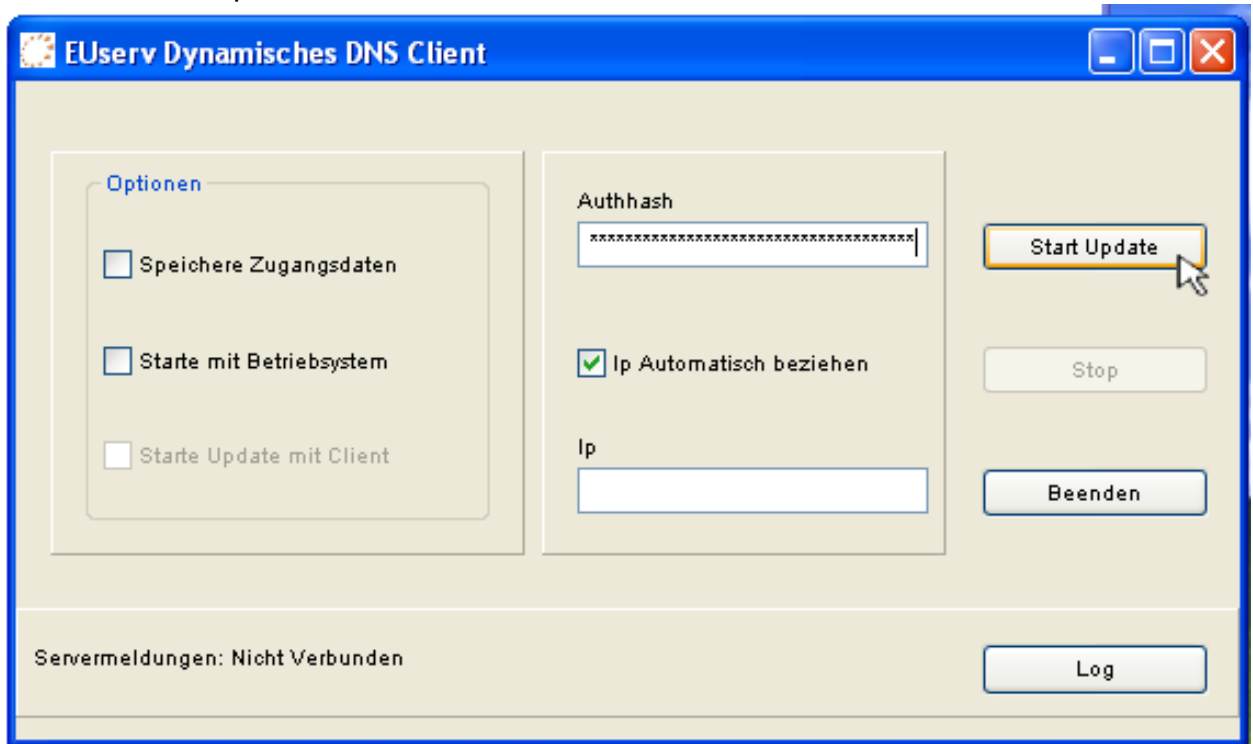 EUserv Dynamisches DNS Client
Optionen
Speichere Zugangsdaten
Starte mit Betriebsystem
Starte Update mit Client
Authhash
*************************************
Ip Automatisch beziehen
Ip
Start Update
Stop
Beenden
Servermeldungen: Nicht Verbunden
Log